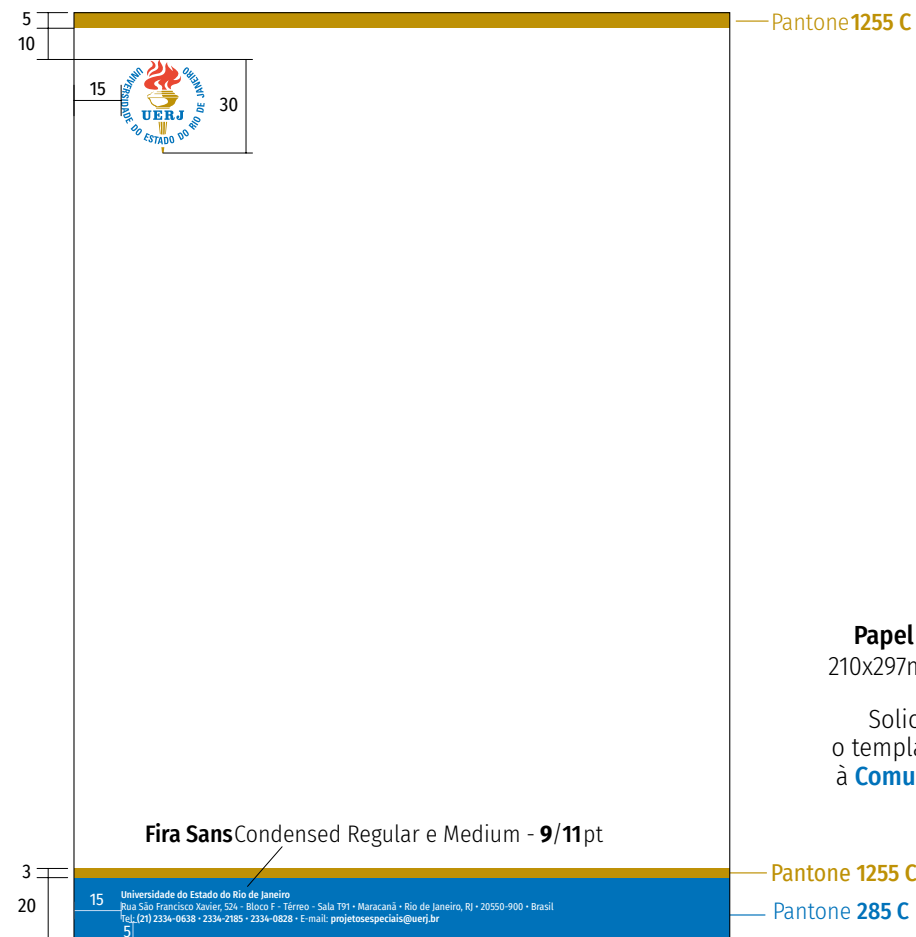 5
Pantone 1255 C
10
15
30
UNIVERSIDADE DO ESTADO DO RIO DE JANEIRO
UERJ
Papel
210x297
Solic
o templa
à Comu
Fira Sans Condensed Regular e Medium - 9/11pt
3
Pantone 1255 C
20
15
Universidade do Estado do Rio de Janeiro
Rua São Francisco Xavier, 524 - Bloco F - Térreo - Sala T91 • Maracanã • Rio de Janeiro, RJ • 20550-900 • Brasil
Tel: (21) 2334-0638 • 2334-2185 • 2334-0828 • E-mail: projetosespeciais@uerj.br
5
Pantone 285 C